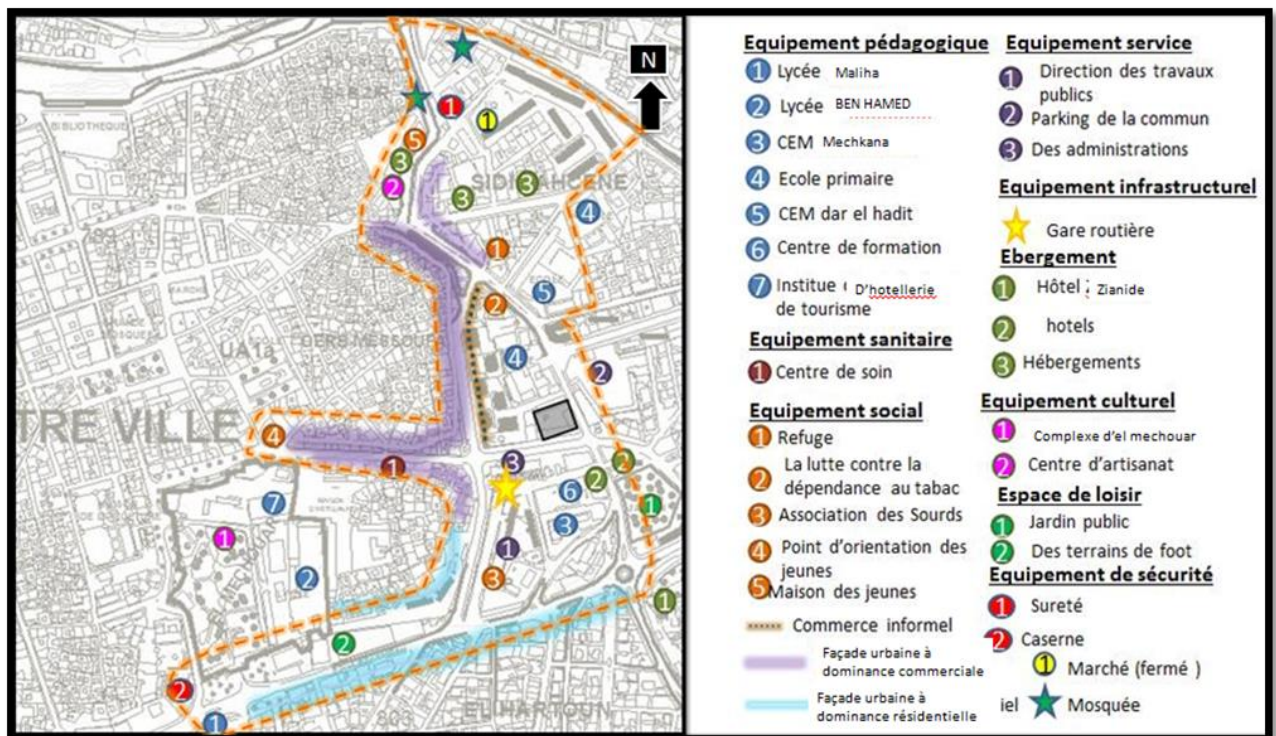 N
BIBLIOTHEQUE
SIDI AHCENE
DERB MESSOUFA
UA1a
TRE VILLE
EL HARTOUN
803
Equipement pédagogique
1 Lycée Maliha
2 Lycée BEN HAMED
3 CEM Mechkana
4 Ecole primaire
5 CEM dar el hadit
6 Centre de formation
7 Institue D'hotellerie
de tourisme
Equipement sanitaire
1 Centre de soin
Equipement social
1 Refuge
2 La lutte contre la
dépendance au tabac
3 Association des Sourds
4 Point d'orientation des
jeunes
5 Maison des jeunes
Commerce informel
Façade urbaine à
dominance commerciale
Façade urbaine à
dominance résidentielle
Equipement service
1 Direction des travaux
publics
2 Parking de la commun
3 Des administrations
Equipement infrastructurel
Gare routière
Ebergement
1 Hôtel Zianide
2 hotels
3 Hébergements
Equipement culturel
1 Complexe d'el mechouar
2 Centre d'artisanat
Espace de loisir
1 Jardin public
2 Des terrains de foot
Equipement de sécurité
1 Sureté
2 Caserne
1 Marché (fermé )
iel Mosquée